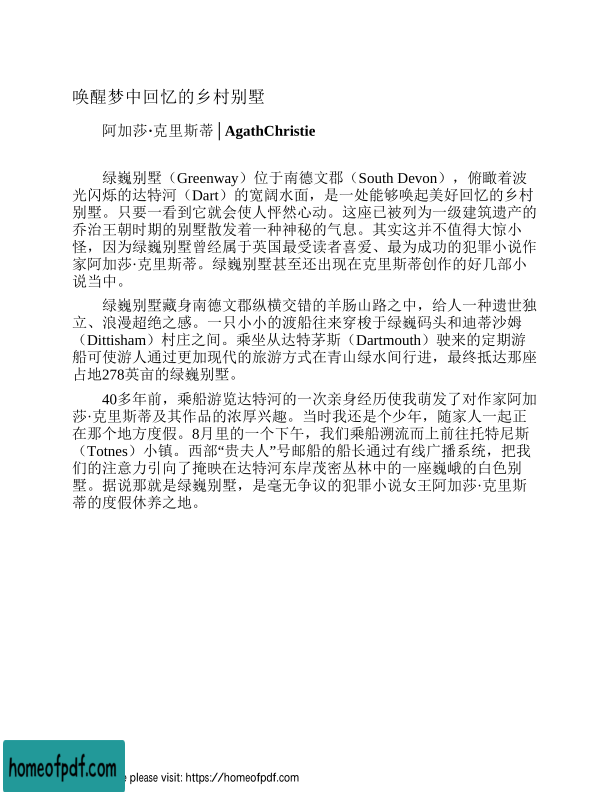 唤醒梦中回忆的乡村别墅
阿加莎·克里斯蒂│AgathChristie
绿巍别墅（Greenway）位于南德文郡（South Devon），俯瞰着波
光闪烁的达特河（Dart）的宽阔水面，是一处能够唤起美好回忆的乡村
别墅。只要一看到它就会使人怦然心动。这座已被列为一级建筑遗产的
乔治王朝时期的别墅散发着一种神秘的气息。其实这并不值得大惊小
怪，因为绿巍别墅曾经属于英国最受读者喜爱、最为成功的犯罪小说作
家阿加莎·克里斯蒂。绿巍别墅甚至还出现在克里斯蒂创作的好几部小
说当中。
绿巍别墅藏身南德文郡纵横交错的羊肠山路之中，给人一种遗世独
立、浪漫超绝之感。一只小小的渡船往来穿梭于绿巍码头和迪蒂沙姆
（Dittisham）村庄之间。乘坐从达特茅斯（Dartmouth）驶来的定期游
船可使游人通过更加现代的旅游方式在青山绿水间行进，最终抵达那座
占地278英亩的绿巍别墅。
40多年前，乘船游览达特河的一次亲身经历使我萌发了对作家阿加
莎·克里斯蒂及其作品的浓厚兴趣。当时我还是个少年，随家人一起正
在那个地方度假。8月里的一个下午，我们乘船溯流而上前往托特尼斯
（Totnes）小镇。西部“贵夫人”号邮船的船长通过有线广播系统，把我
们的注意力引向了掩映在达特河东岸茂密丛林中的一座巍峨的白色别
墅。据说那就是绿巍别墅，是毫无争议的犯罪小说女王阿加莎·克里斯
蒂的度假休养之地。
homeofpdf.com
please visit: https://homeofpdf.com